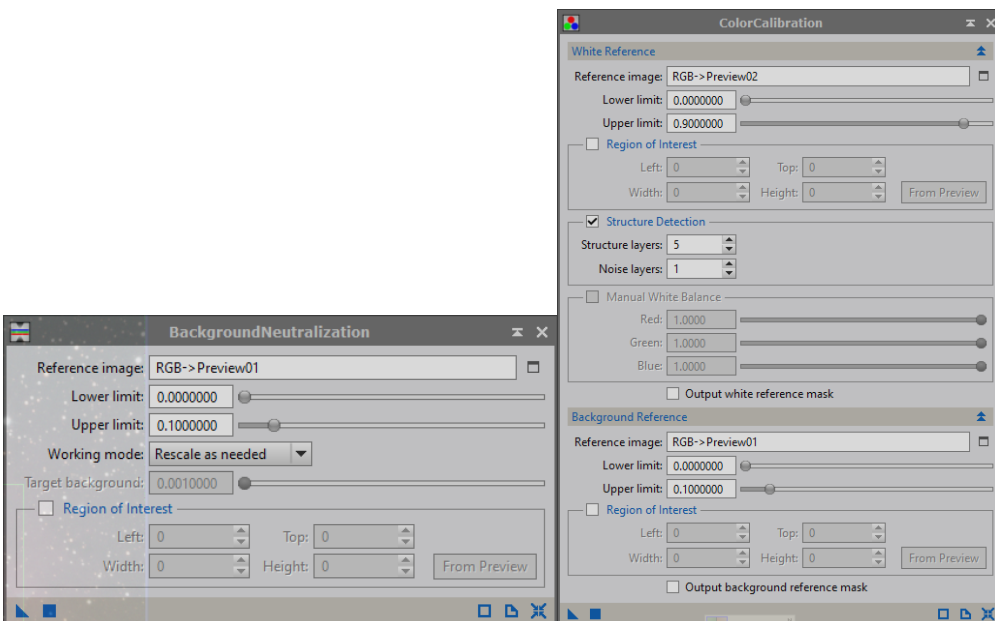 BackgroundNeutralization
Reference image: RGB->Preview01
Lower limit: 0.0000000
Upper limit: 0.1000000
Working mode: Rescale as needed
Target background: 0.0010000
Region of Interest
Left: 0 Top: 0
Width: 0 Height: 0 From Preview
ColorCalibration
White Reference
Reference image: RGB->Preview02
Lower limit: 0.0000000
Upper limit: 0.9000000
Region of Interest
Left: 0 Top: 0
Width: 0 Height: 0 From Preview
Structure Detection
Structure layers: 5
Noise layers: 1
Manual White Balance
Red: 1.0000
Green: 1.0000
Blue: 1.0000
Output white reference mask
Background Reference
Reference image: RGB->Preview01
Lower limit: 0.0000000
Upper limit: 0.1000000
Region of Interest
Left: 0 Top: 0
Width: 0 Height: 0 From Preview
Output background reference mask